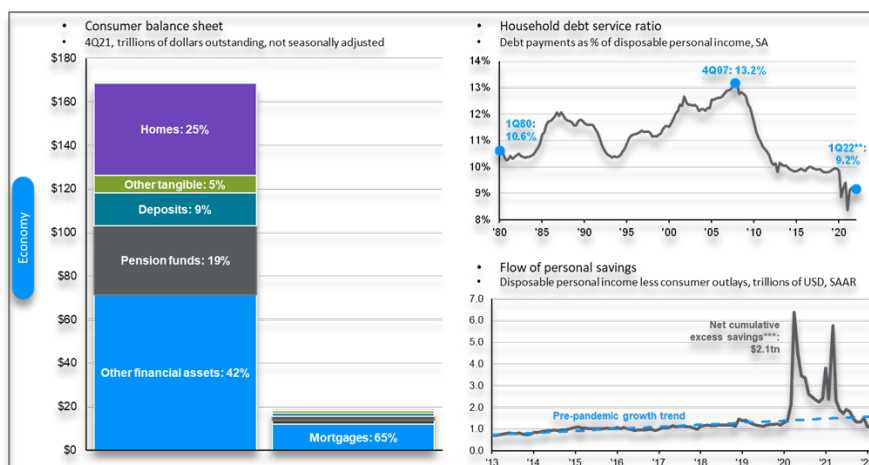 Economy
• Consumer balance sheet
• 4Q21, trillions of dollars outstanding, not seasonally adjusted
$180
$160
$140
$120
$100
$80
$60
$40
$20
$0
Homes: 25%
Other tangible: 5%
Deposits: 9%
Pension funds: 19%
Other financial assets: 42%
Mortgages: 65%
• Household debt service ratio
• Debt payments as % of disposable personal income, SA
14%
13%
12%
11%
10%
9%
8%
1Q80:
10.6%
4Q07: 13.2%
1Q22**:
9.2%
'80 '85 '90 '95 '00 '05 '10 '15 '20
• Flow of personal savings
• Disposable personal income less consumer outlays, trillions of USD, SAAR
7.0
6.0
5.0
4.0
3.0
2.0
1.0
0.0
Net cumulative
excess savings***:
$2.1tn
Pre-pandemic growth trend
'13 '14 '15 '16 '17 '18 '19 '20 '21